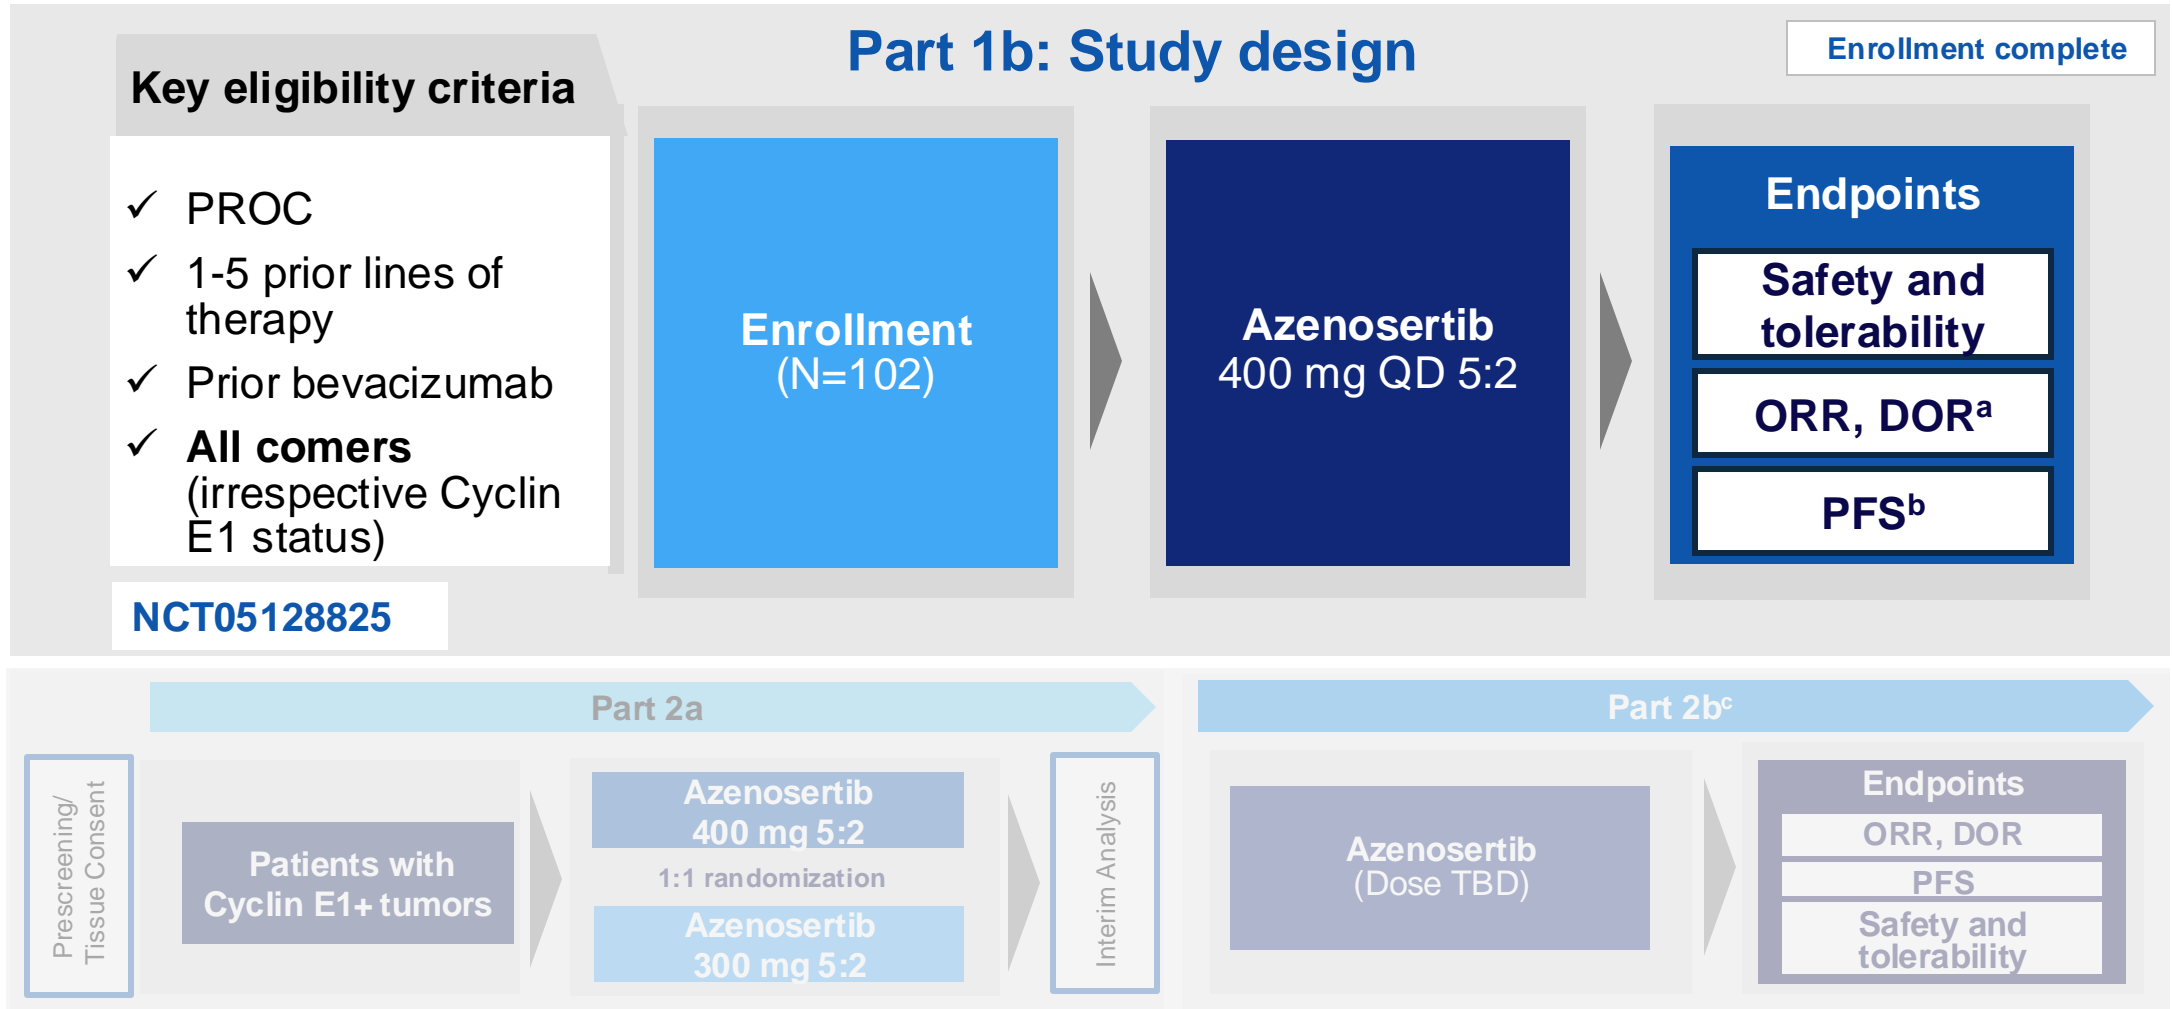 Part 1b: Study design
Enrollment complete
Key eligibility criteria
✓ PROC
✓ 1-5 prior lines of
therapy
✓ Prior bevacizumab
✓ All comers
(irrespective Cyclin
E1 status)
NCT05128825
Enrollment
(N=102)
Azenosertib
400 mg QD 5:2
Endpoints
Safety and
tolerability
ORR, DORᵃ
PFSᵇ
Part 2a
Prescreening/
Tissue Consent
Patients with
Cyclin E1+ tumors
Azenosertib
400 mg 5:2
1:1 randomization
Azenosertib
300 mg 5:2
Interim Analysis
Part 2bᶜ
Azenosertib
(Dose TBD)
Endpoints
ORR, DOR
PFS
Safety and
tolerability